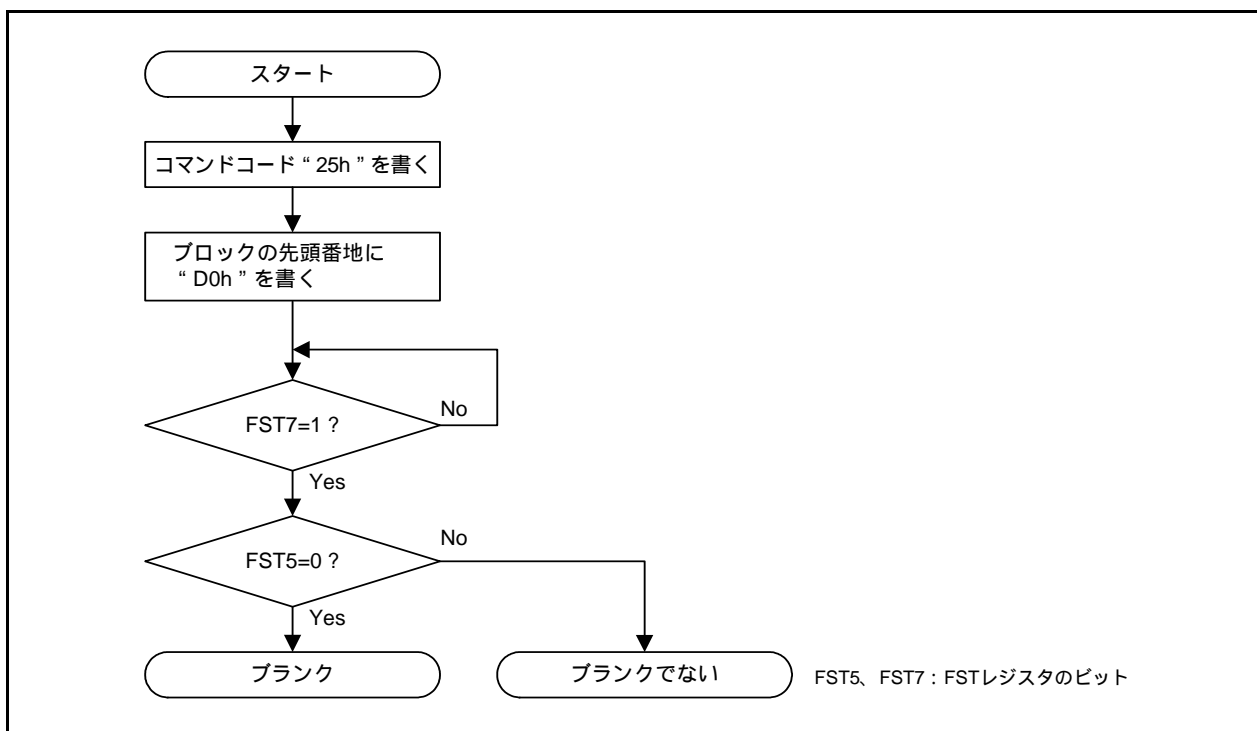 スタート
コマンドコード“25h”を書く
ブロックの先頭番地に
“D0h”を書く
FST7=1？
No
Yes
FST5=0？
No
Yes
ブランク
ブランクでない
FST5、FST7：FSTレジスタのビット